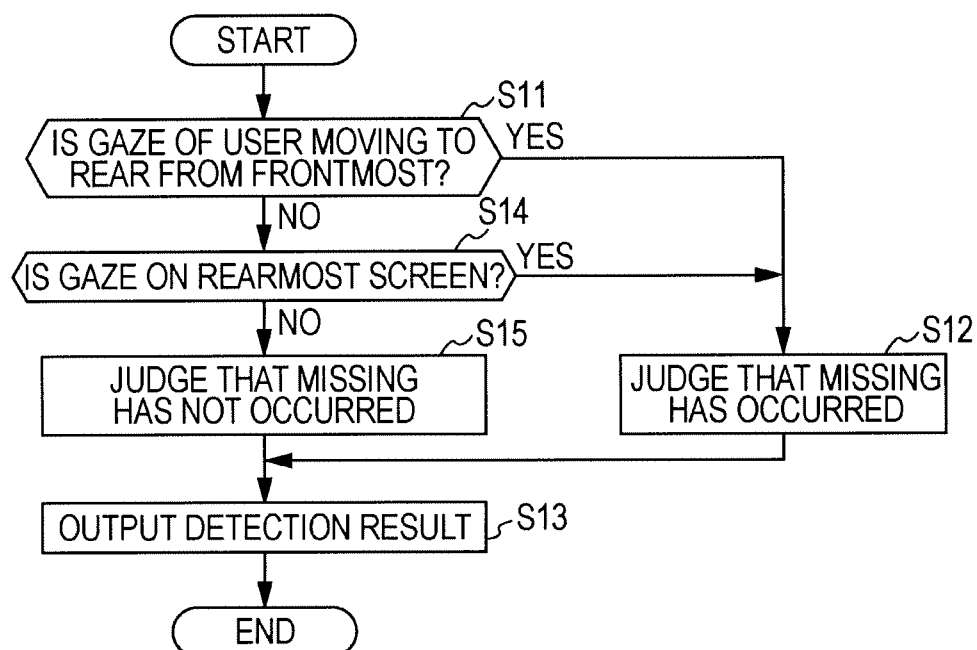 START
S11
IS GAZE OF USER MOVING TO
REAR FROM FRONTMOST?
YES
NO
S14
IS GAZE ON REARMOST SCREEN?
YES
NO
S15
JUDGE THAT MISSING
HAS NOT OCCURRED
S12
JUDGE THAT MISSING
HAS OCCURRED
OUTPUT DETECTION RESULT
S13
END